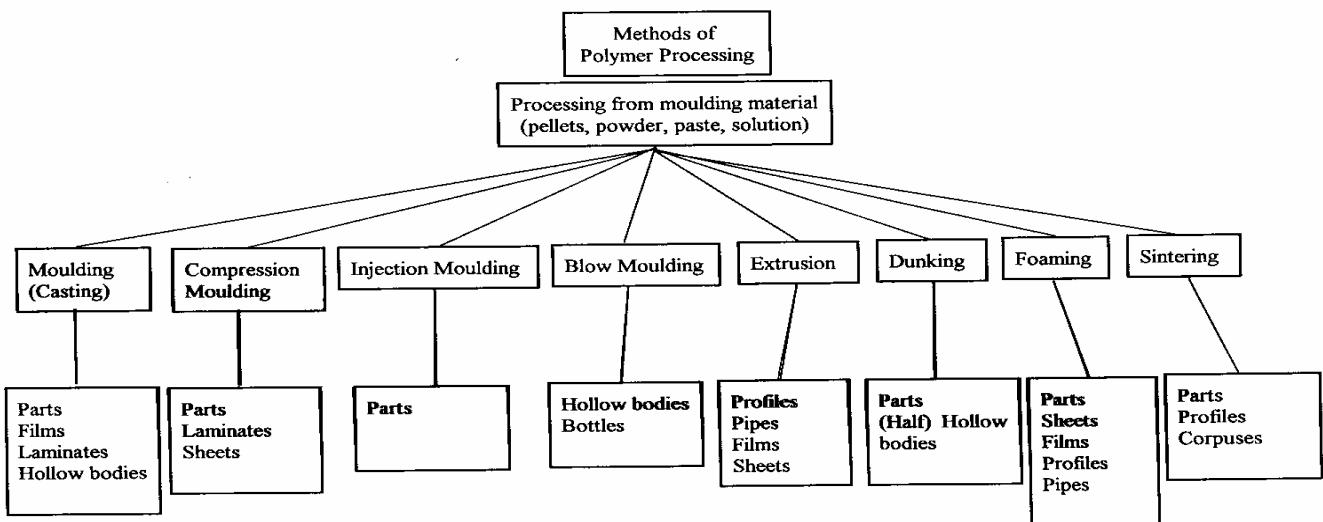 Methods of
Polymer Processing
Processing from moulding material
(pellets, powder, paste, solution)
Moulding
(Casting)
Compression
Moulding
Injection Moulding
Blow Moulding
Extrusion
Dunking
Foaming
Sintering
Parts
Films
Laminates
Hollow bodies
Parts
Laminates
Sheets
Parts
Hollow bodies
Bottles
Profiles
Pipes
Films
Sheets
Parts
(Half) Hollow
bodies
Parts
Sheets
Films
Profiles
Pipes
Parts
Profiles
Corpuses